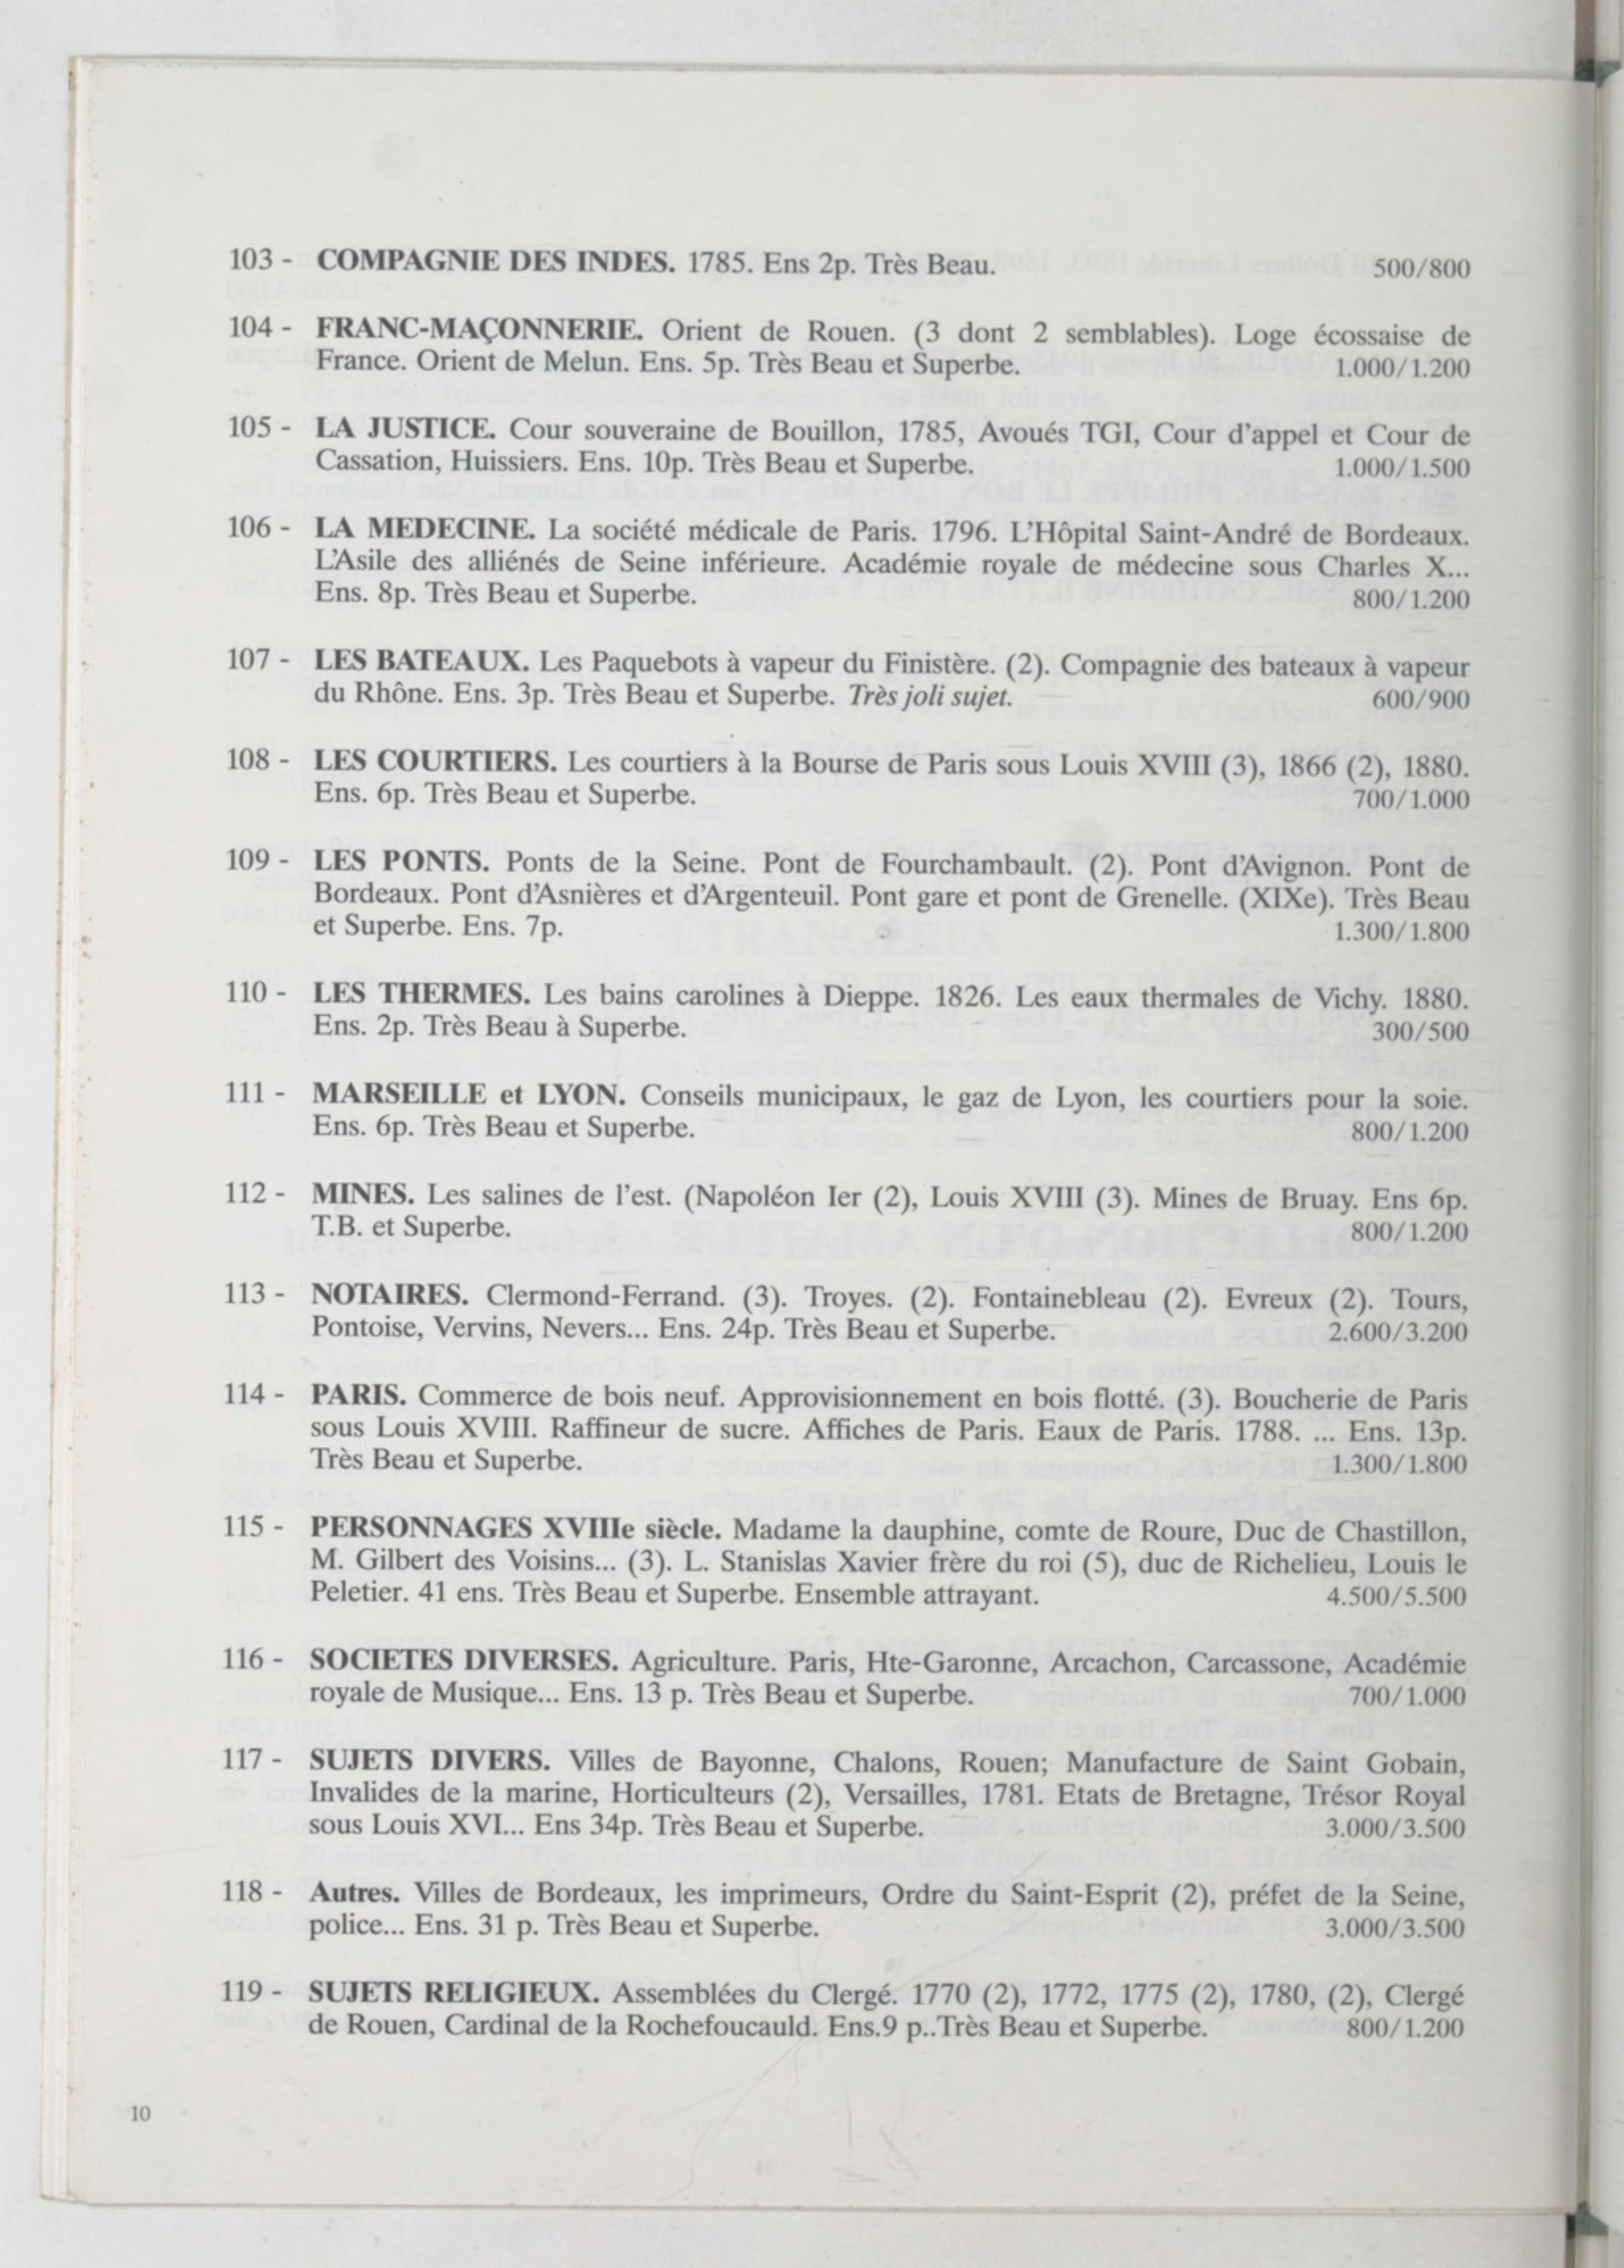 103 - COMPAGNIE DES INDES. 1785. Ens 2p. Très Beau. 500/800
104 - FRANC-MAÇONNERIE. Orient de Rouen. (3 dont 2 semblables). Loge écossaise de
France. Orient de Melun. Ens. 5p. Très Beau et Superbe. 1.000/1.200
105 - LA JUSTICE. Cour souveraine de Bouillon, 1785, Avoués TGI, Cour d'appel et Cour de
Cassation, Huissiers. Ens. 10p. Très Beau et Superbe. 1.000/1.500
106 - LA MEDECINE. La société médicale de Paris. 1796. L'Hôpital Saint-André de Bordeaux.
L'Asile des alliénés de Seine inférieure. Académie royale de médecine sous Charles X...
Ens. 8p. Très Beau et Superbe. 800/1.200
107 - LES BATEAUX. Les Paquebots à vapeur du Finistère. (2). Compagnie des bateaux à vapeur
du Rhône. Ens. 3p. Très Beau et Superbe. Très joli sujet. 600/900
108 - LES COURTIERS. Les courtiers à la Bourse de Paris sous Louis XVIII (3), 1866 (2), 1880.
Ens. 6p. Très Beau et Superbe. 700/1.000
109 - LES PONTS. Ponts de la Seine. Pont de Fourchambault. (2). Pont d'Avignon. Pont de
Bordeaux. Pont d'Asnières et d'Argenteuil. Pont gare et pont de Grenelle. (XIXe). Très Beau
et Superbe. Ens. 7p. 1.300/1.800
110 - LES THERMES. Les bains carolines à Dieppe. 1826. Les eaux thermales de Vichy. 1880.
Ens. 2p. Très Beau à Superbe. 300/500
111 - MARSEILLE et LYON. Conseils municipaux, le gaz de Lyon, les courtiers pour la soie.
Ens. 6p. Très Beau et Superbe. 800/1.200
112 - MINES. Les salines de l'est. (Napoléon Ier (2), Louis XVIII (3). Mines de Bruay. Ens 6p.
T.B. et Superbe. 800/1.200
113 - NOTAIRES. Clermond-Ferrand. (3). Troyes. (2). Fontainebleau (2). Evreux (2). Tours,
Pontoise, Vervins, Nevers... Ens. 24p. Très Beau et Superbe. 2.600/3.200
114 - PARIS. Commerce de bois neuf. Approvisionnement en bois flotté. (3). Boucherie de Paris
sous Louis XVIII. Raffineur de sucre. Affiches de Paris. Eaux de Paris. 1788. ... Ens. 13p.
Très Beau et Superbe. 1.300/1.800
115 - PERSONNAGES XVIIIe siècle. Madame la dauphine, comte de Roure, Duc de Chastillon,
M. Gilbert des Voisins... (3). L. Stanislas Xavier frère du roi (5), duc de Richelieu, Louis le
Peletier. 41 ens. Très Beau et Superbe. Ensemble attrayant. 4.500/5.500
116 - SOCIETES DIVERSES. Agriculture. Paris, Hte-Garonne, Arcachon, Carcassone, Académie
royale de Musique... Ens. 13 p. Très Beau et Superbe. 700/1.000
117 - SUJETS DIVERS. Villes de Bayonne, Chalons, Rouen; Manufacture de Saint Gobain,
Invalides de la marine, Horticulteurs (2), Versailles, 1781. Etats de Bretagne, Trésor Royal
sous Louis XVI... Ens 34p. Très Beau et Superbe. 3.000/3.500
118 - Autres. Villes de Bordeaux, les imprimeurs, Ordre du Saint-Esprit (2), préfet de la Seine,
police... Ens. 31 p. Très Beau et Superbe. 3.000/3.500
119 - SUJETS RELIGIEUX. Assemblées du Clergé. 1770 (2), 1772, 1775 (2), 1780, (2), Clergé
de Rouen, Cardinal de la Rochefoucauld. Ens.9 p..Très Beau et Superbe. 800/1.200
10